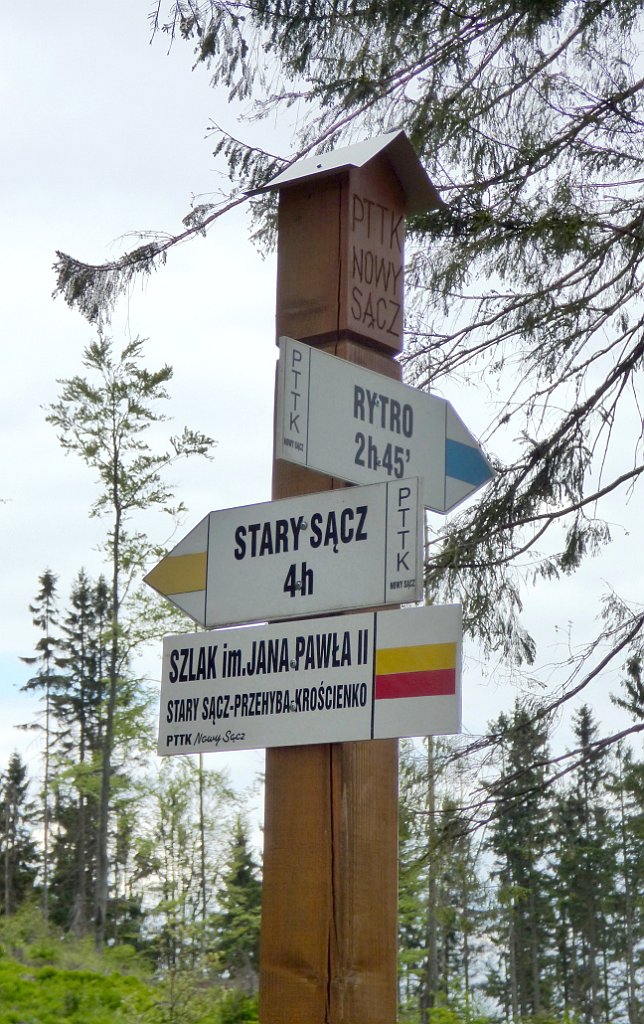 PTTK
NOWY
SĄCZ
PTTK
NOWY SĄCZ
RYTRO
2h45'
STARY SĄCZ
4h
PTTK
NOWY SĄCZ
SZLAK im.JANA PAWŁA II
STARY SĄCZ-PRZEHYBA-KROŚCIENKO
PTTK Nowy Sącz